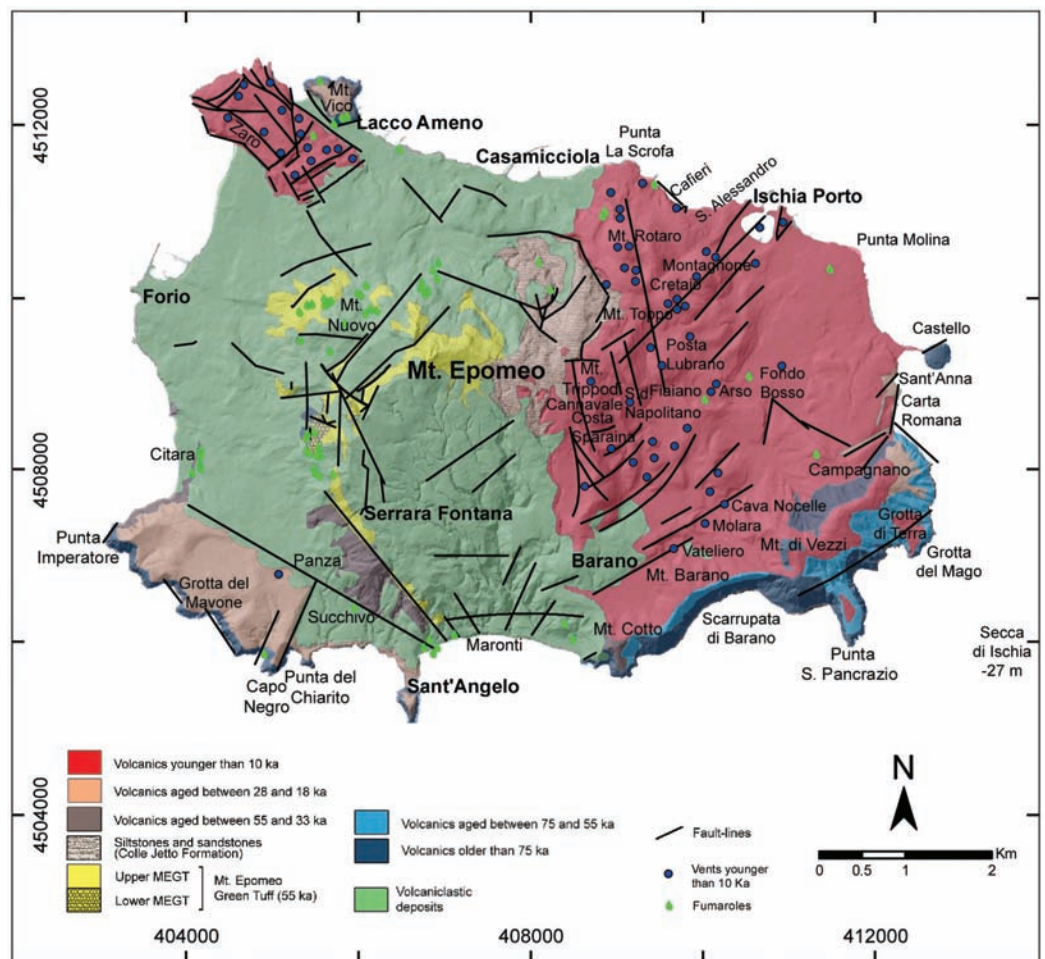 Mt.
Vico
Lacco Ameno
Zaro
Casamicciola
Punta
La Scrofa
Cafieri
S. Alessandro
Ischia Porto
Mt. Rotaro
Punta Molina
Montagnone
Cretaio
Forio
Mt.
Nuovo
Mt. Toppo
Castello
Posta
Lubrano
Mt. Epomeo
Mt.
Trippodi
Fiaiano
Arso
Fondo
Bosso
Sant'Anna
Carta
Romana
Cannavale
S.d.
Napolitano
Costa
Sparaina
Citara
Campagnano
Serrara Fontana
Cava Nocelle
Grotta
di Terra
Punta
Imperatore
Molara
Panza
Barano
Vateliero
Mt. di Vezzi
Grotta
del Mago
Grotta del
Mavone
Mt. Barano
Succhivo
Scarrupata
di Barano
Mt. Cotto
Maronti
Secca
di Ischia
-27 m
Capo
Negro
Punta del
Chiarito
Sant'Angelo
Punta
S. Pancrazio
4512000
4508000
4504000
404000
408000
412000
Volcanics younger than 10 ka
Volcanics aged between 28 and 18 ka
Volcanics aged between 55 and 33 ka
Siltstones and sandstones
(Colle Jetto Formation)
Upper MEGT
Lower MEGT
Mt. Epomeo
Green Tuff (55 ka)
Volcanics aged between 75 and 55 ka
Volcanics older than 75 ka
Volcaniclastic
deposits
Fault-lines
Vents younger
than 10 Ka
Fumaroles
N
Km
0 0.5 1 2